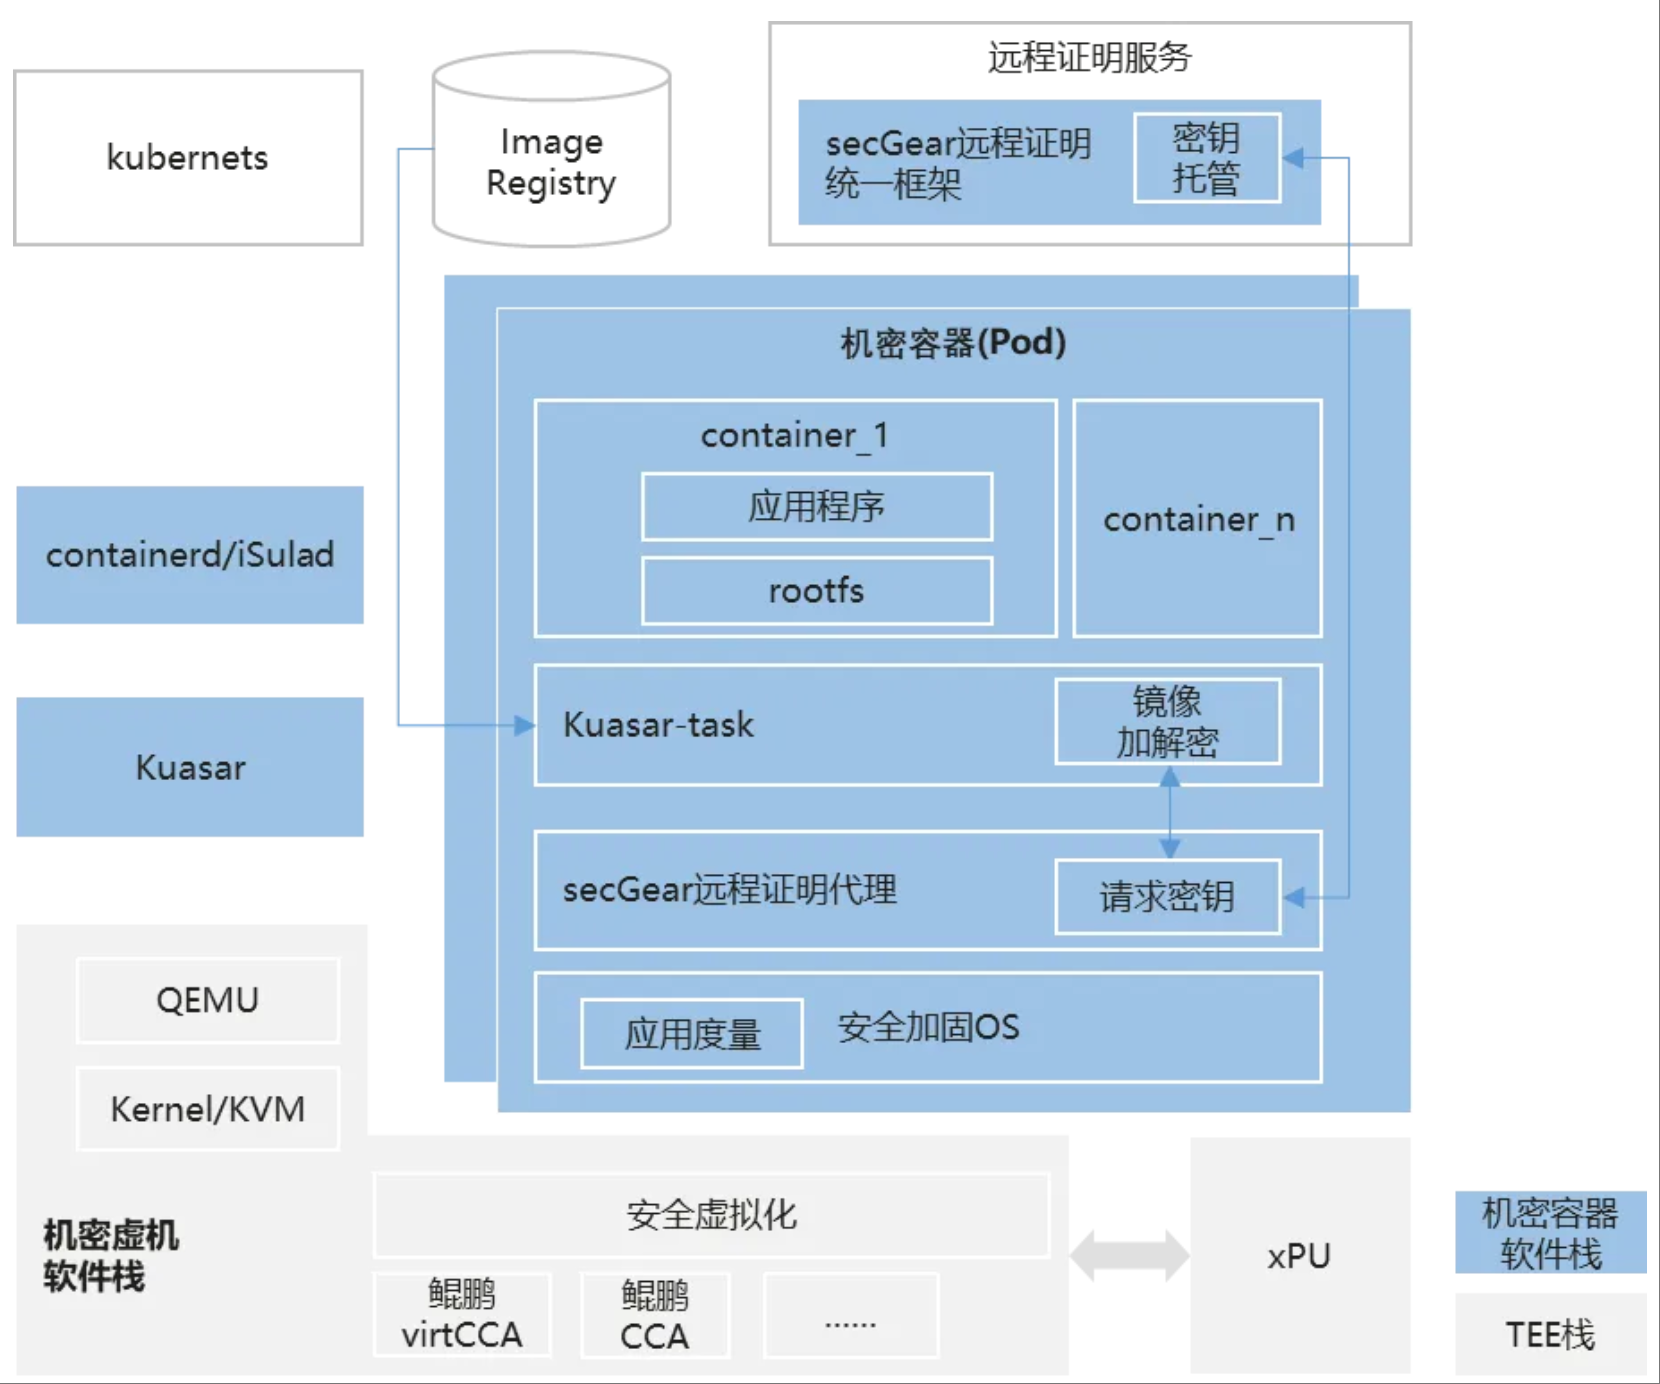 kubernets
Image
Registry
远程证明服务
secGear远程证明
统一框架
密钥
托管
机密容器(Pod)
container_1
应用程序
rootfs
container_n
containerd/iSulad
Kuasar
Kuasar-task
镜像
加解密
secGear远程证明代理
请求密钥
应用度量
安全加固OS
QEMU
Kernel/KVM
机密虚机
软件栈
安全虚拟化
鲲鹏
virtCCA
鲲鹏
CCA
......
xPU
机密容器
软件栈
TEE栈